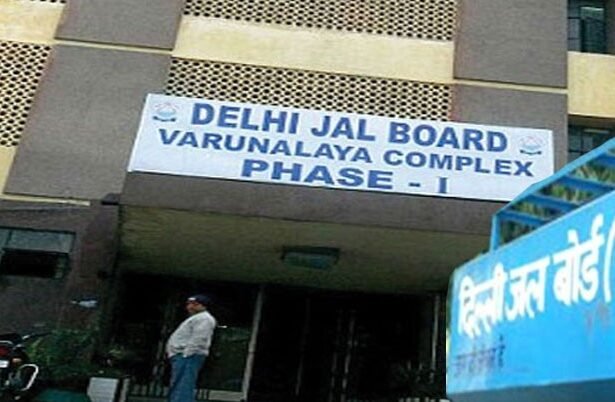 DELHI JAL BOARD
VARUNALAYA COMPLEX
PHASE - I
दिल्ली जल बोर्ड (